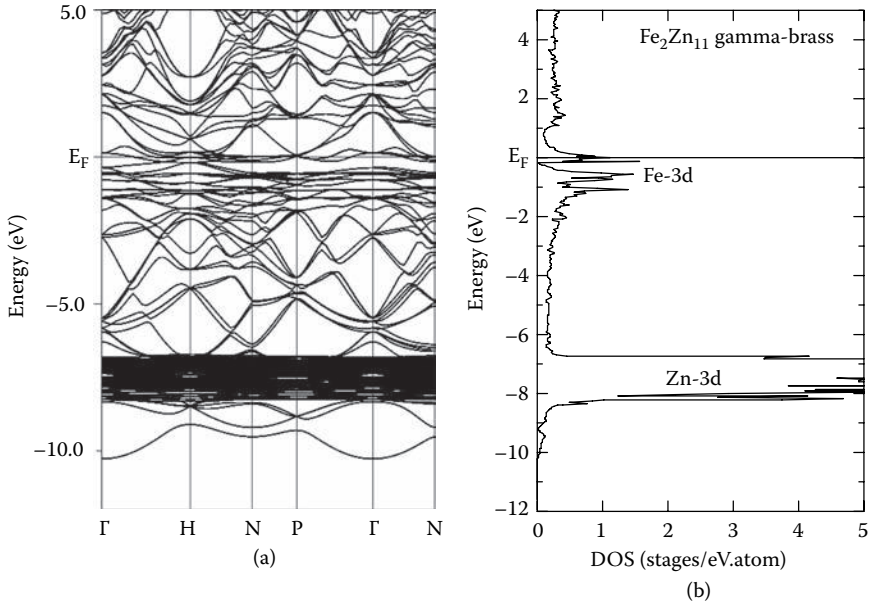 5.0
E_F
−5.0
−10.0
Energy (eV)
Γ H N P Γ N
(a)
Fe₂Zn₁₁ gamma-brass
2
E_F
Fe-3d
−2
−4
−6
Zn-3d
−8
−10
−12
Energy (eV)
0 1 2 3 4 5
DOS (stages/eV.atom)
(b)